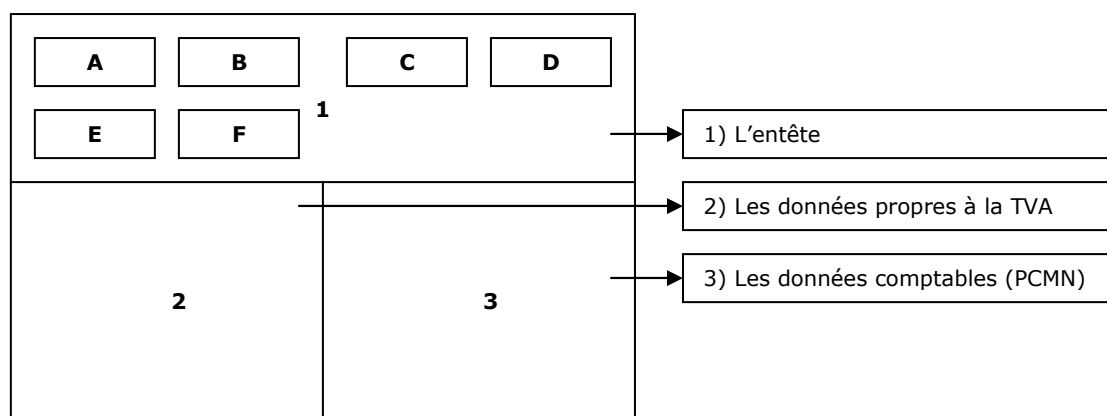 A B C D
1
E F
1) L’entête
2) Les données propres à la TVA
3) Les données comptables (PCMN)
2 3